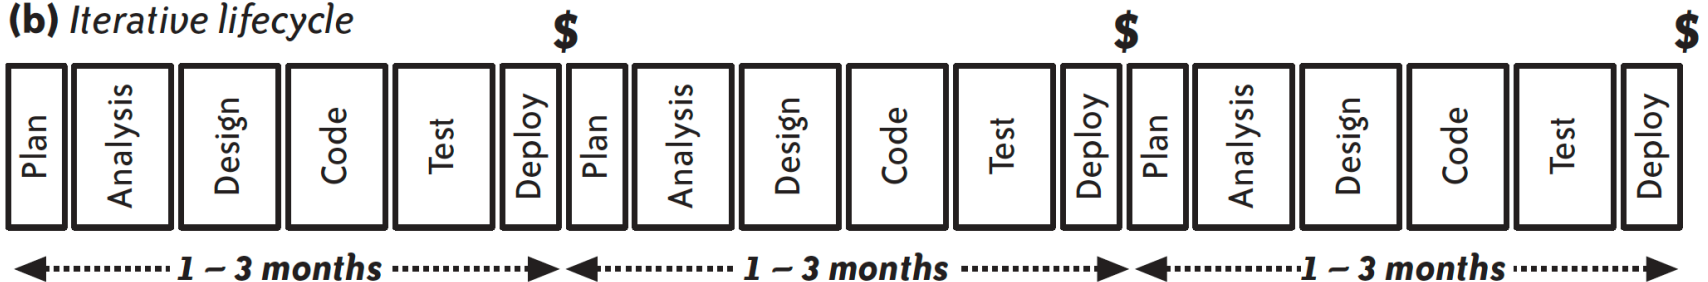 (b) Iterative lifecycle
$ $ $
Plan Analysis Design Code Test Deploy Plan Analysis Design Code Test Deploy Plan Analysis Design Code Test Deploy
1 – 3 months 1 – 3 months 1 – 3 months